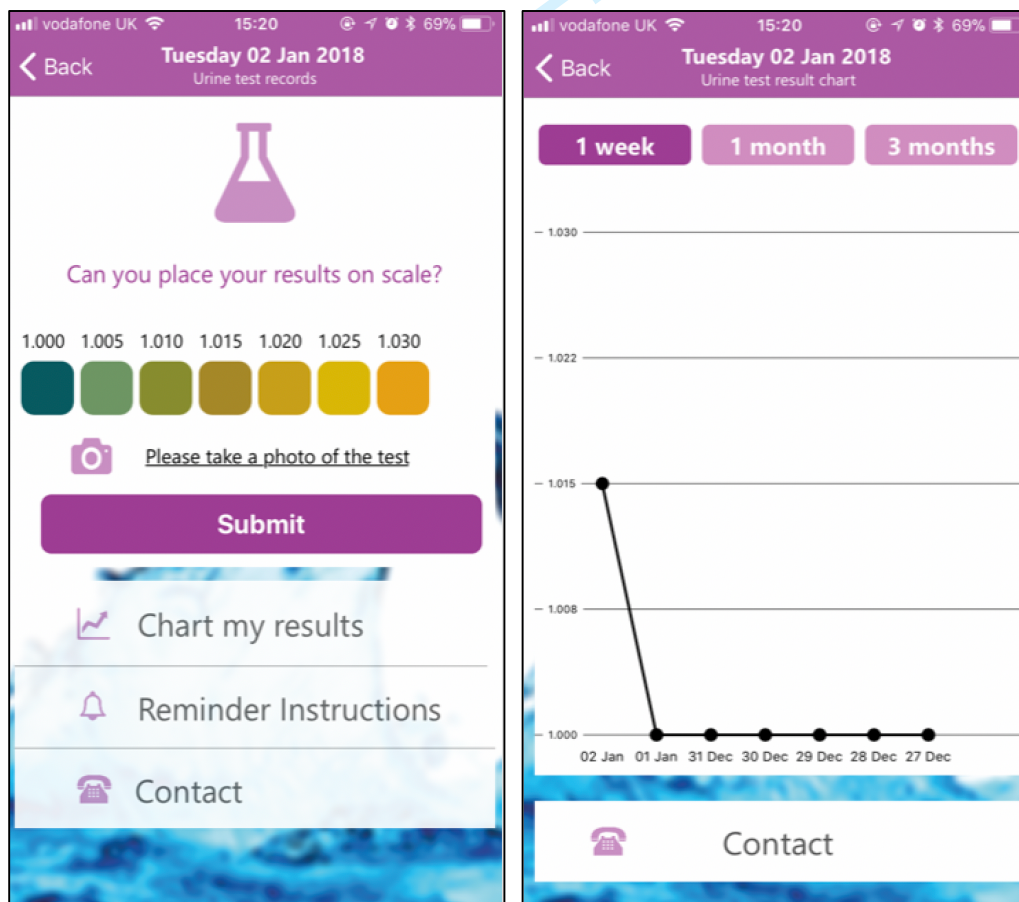 vodafone UK 15:20 69%
Back
Tuesday 02 Jan 2018
Urine test records
Can you place your results on scale?
1.000 1.005 1.010 1.015 1.020 1.025 1.030
Please take a photo of the test
Submit
Chart my results
Reminder Instructions
Contact
vodafone UK 15:20 69%
Back
Tuesday 02 Jan 2018
Urine test result chart
1 week 1 month 3 months
1.030
1.022
1.015
1.008
1.000
02 Jan 01 Jan 31 Dec 30 Dec 29 Dec 28 Dec 27 Dec
Contact